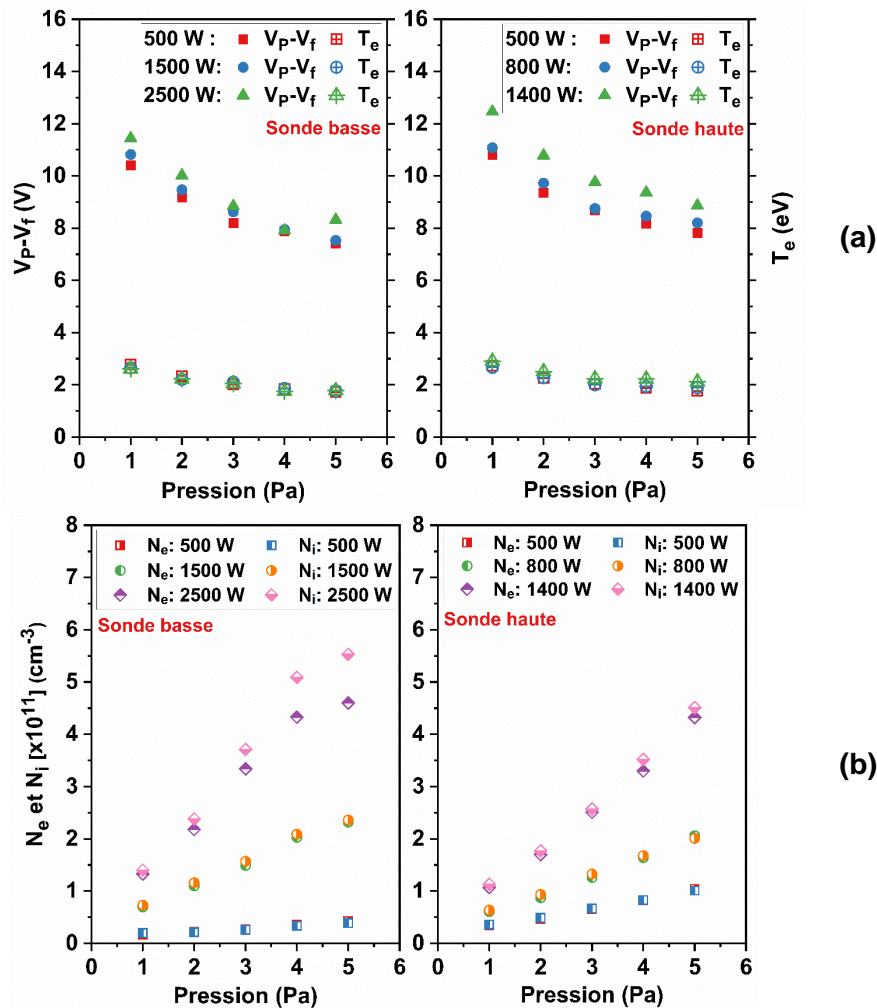 16
14
12
10
8
6
4
2
0
V_P-V_f (V)
500 W : V_P-V_f T_e
1500 W: V_P-V_f T_e
2500 W: V_P-V_f T_e
Sonde basse
0 1 2 3 4 5 6
Pression (Pa)
500 W : V_P-V_f T_e
800 W: V_P-V_f T_e
1400 W: V_P-V_f T_e
Sonde haute
16
14
12
10
8
6
4
2
0
T_e (eV)
0 1 2 3 4 5 6
Pression (Pa)
(a)
8
7
6
5
4
3
2
1
0
N_e et N_i [x10^11] (cm^-3)
N_e: 500 W N_i: 500 W
N_e: 1500 W N_i: 1500 W
N_e: 2500 W N_i: 2500 W
Sonde basse
0 1 2 3 4 5 6
Pression (Pa)
8
7
6
5
4
3
2
1
0
N_e: 500 W N_i: 500 W
N_e: 800 W N_i: 800 W
N_e: 1400 W N_i: 1400 W
Sonde haute
0 1 2 3 4 5 6
Pression (Pa)
(b)